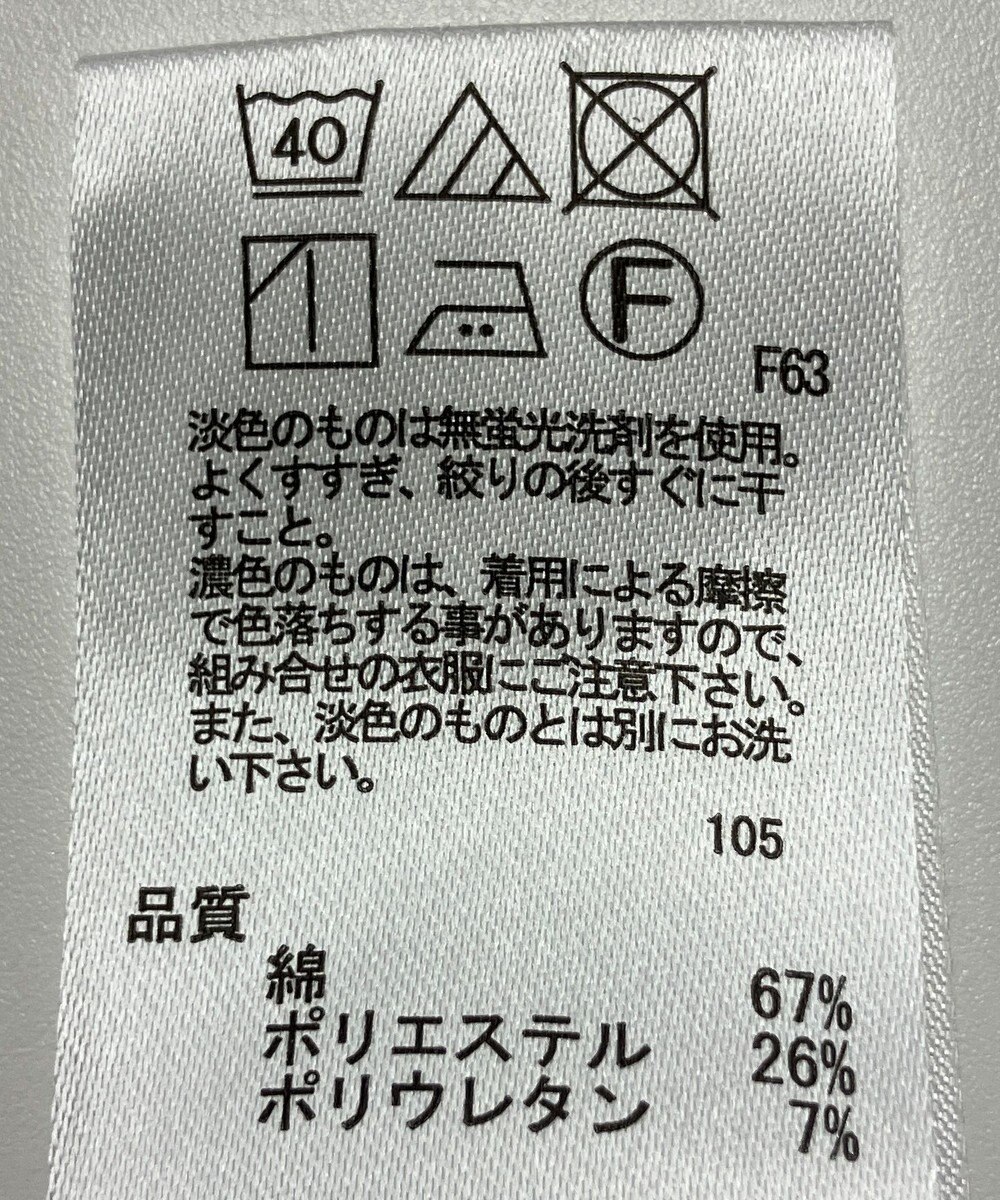 40
F
F63
淡色のものは無蛍光洗剤を使用。
よくすすぎ、絞りの後すぐに干
すこと。
濃色のものは、着用による摩擦
で色落ちする事がありますので、
組み合せの衣服にご注意下さい。
また、淡色のものとは別にお洗
い下さい。
105
品質
綿 67%
ポリエステル 26%
ポリウレタン 7%